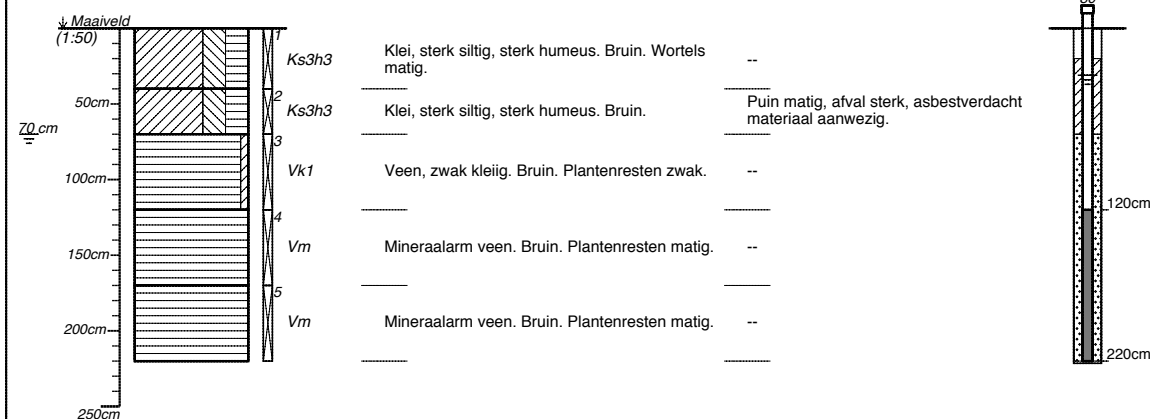 Maaiveld
(1:50)
1
Ks3h3
Klei, sterk siltig, sterk humeus. Bruin. Wortels
matig.
--
50cm
2
Ks3h3
Klei, sterk siltig, sterk humeus. Bruin.
Puin matig, afval sterk, asbestverdacht
materiaal aanwezig.
70 cm
3
100cm
Vk1
Veen, zwak kleiig. Bruin. Plantenresten zwak.
--
120cm
4
150cm
Vm
Mineraalarm veen. Bruin. Plantenresten matig.
--
5
200cm
Vm
Mineraalarm veen. Bruin. Plantenresten matig.
--
220cm
250cm